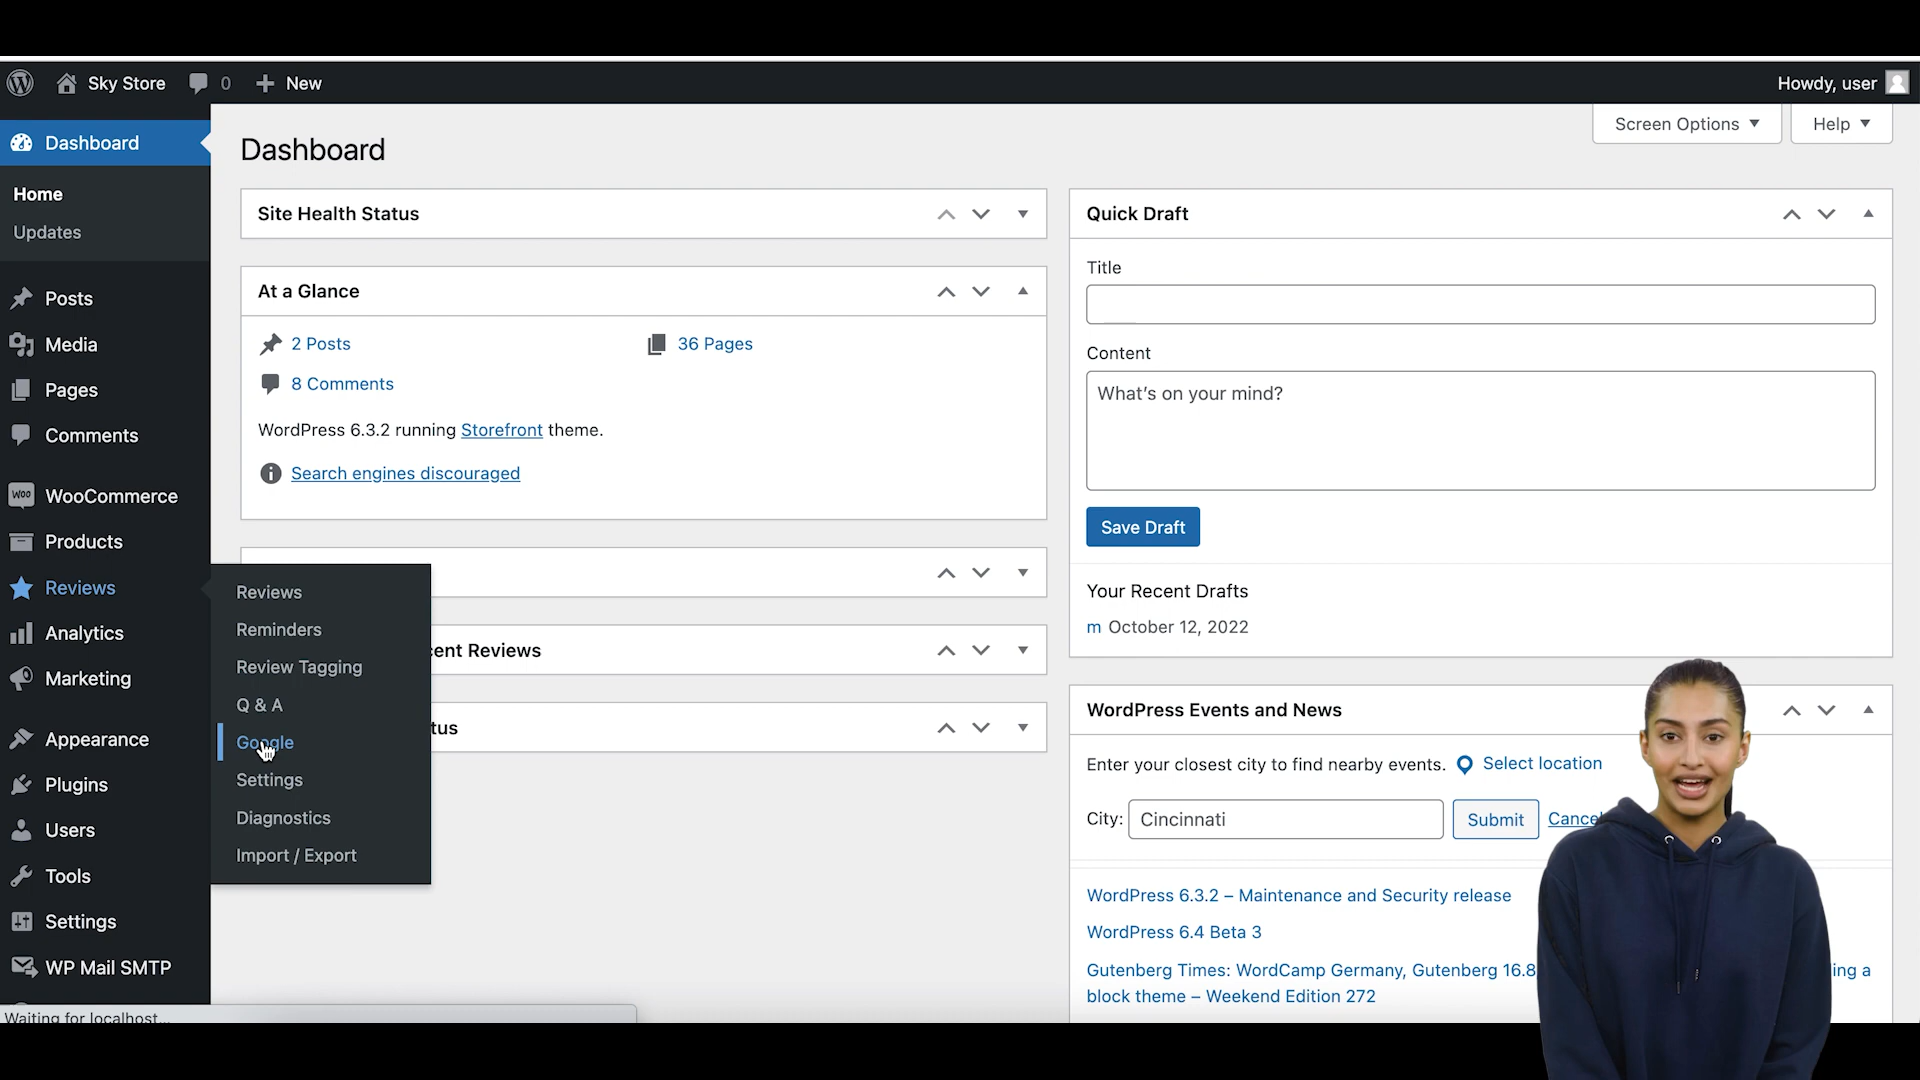 Sky Store
0
New
Howdy, user
Screen Options
Help
Dashboard
Home
Updates
Posts
Media
Pages
Comments
WOO
WooCommerce
Products
Reviews
Analytics
Marketing
Appearance
Plugins
Users
Tools
Settings
WP Mail SMTP
Waiting for localhost...
Reviews
Reminders
Review Tagging
Q & A
Google
Settings
Diagnostics
Import / Export
Dashboard
Site Health Status
At a Glance
2 Posts
36 Pages
8 Comments
WordPress 6.3.2 running Storefront theme.
Search engines discouraged
ent Reviews
tus
Quick Draft
Title
Content
What's on your mind?
Save Draft
Your Recent Drafts
m October 12, 2022
WordPress Events and News
Enter your closest city to find nearby events. Select location
City: Cincinnati Submit Cancel
WordPress 6.3.2 – Maintenance and Security release
WordPress 6.4 Beta 3
Gutenberg Times: WordCamp Germany, Gutenberg 16.8 ing a
block theme – Weekend Edition 272